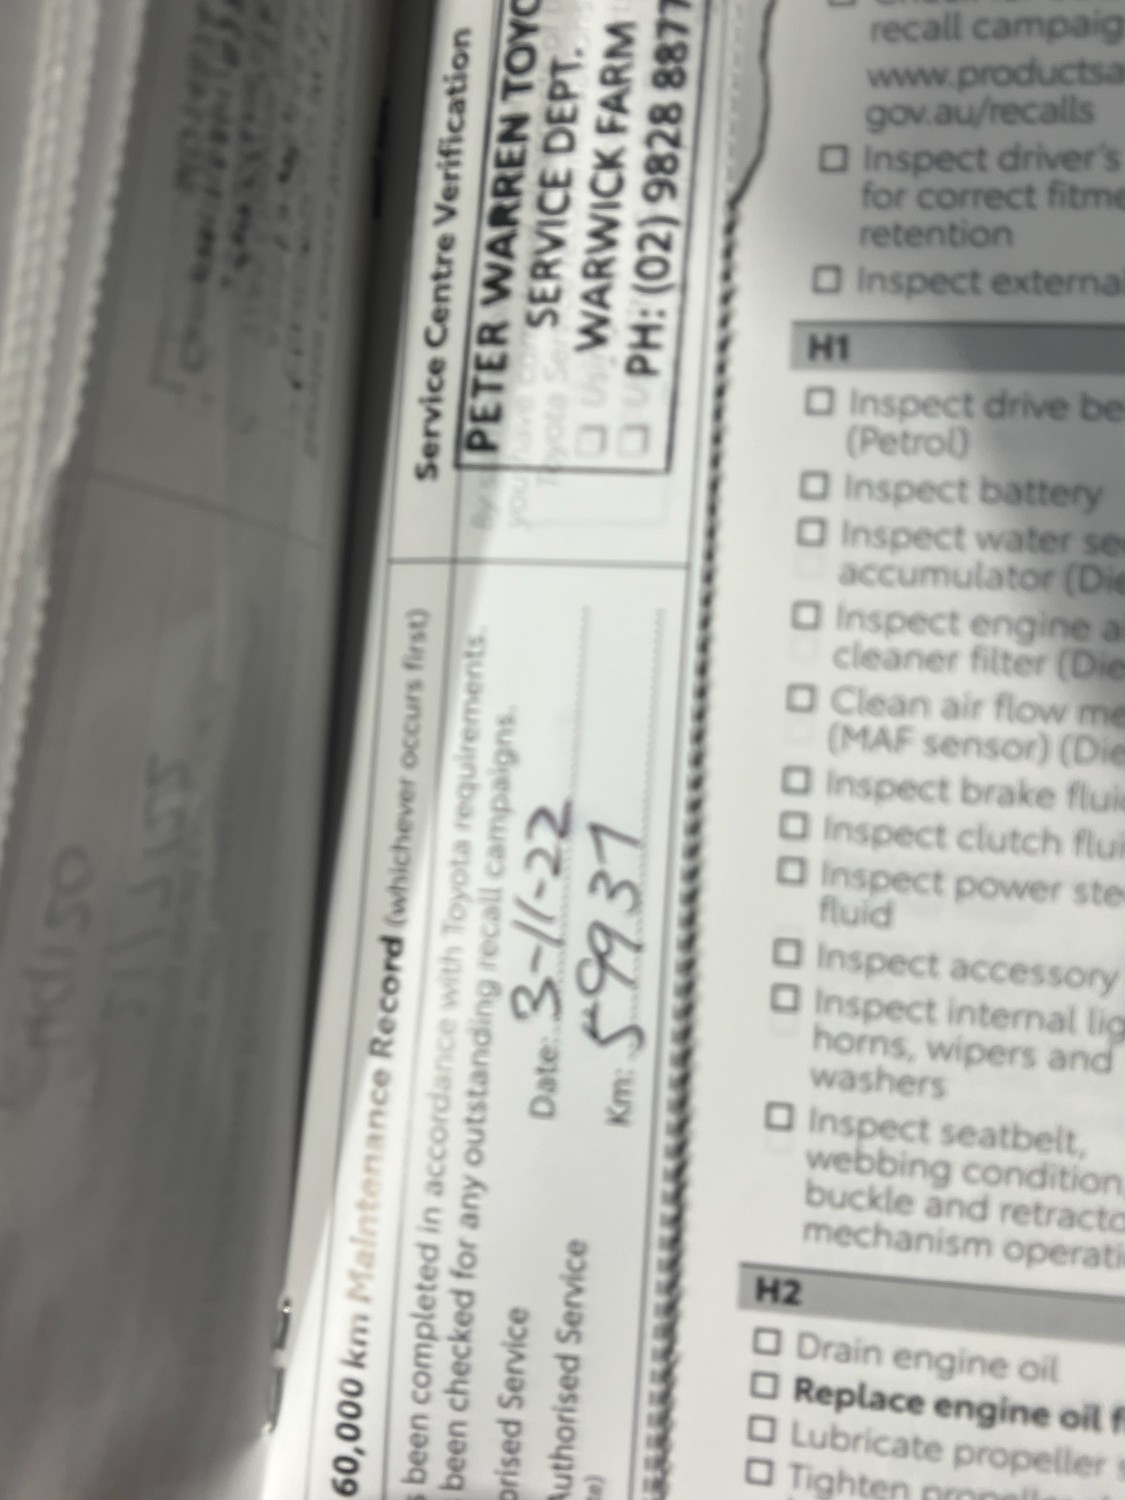 60,000 km Maintenance Record (whichever occurs first)
been completed in accordance with Toyota requirements.
been checked for any outstanding recall campaigns.
orised Service
Date: 3-11-22
Authorised Service
Km: 59937
Service Centre Verification
PETER WARREN TOYO
SERVICE DEPT.
WARWICK FARM
PH: (02) 9828 8877
recall campaig
www.productsa
gov.au/recalls
Inspect driver's
for correct fitme
retention
Inspect external
H1
Inspect drive be
(Petrol)
Inspect battery
Inspect water se
accumulator (Die
Inspect engine a
cleaner filter (Die
Clean air flow me
(MAF sensor) (Die
Inspect brake flui
Inspect clutch flui
Inspect power ste
fluid
Inspect accessory
Inspect internal lig
horns, wipers and
washers
Inspect seatbelt,
webbing condition,
buckle and retracto
mechanism operati
H2
Drain engine oil
Replace engine oil f
Lubricate propeller s
Tighten